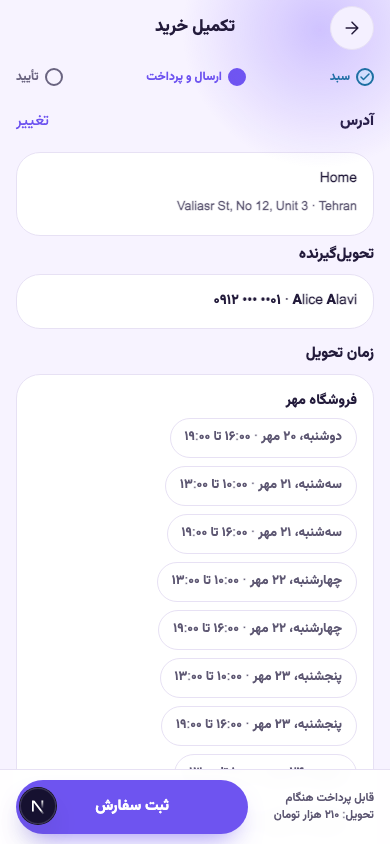 تکمیل خرید
سبد
ارسال و پرداخت
تأیید
آدرس
تغییر
Home
Valiasr St, No 12, Unit 3 · Tehran
تحویل‌گیرنده
Alice Alavi · ۰۹۱۲ ••• ••۰۱
زمان تحویل
فروشگاه مهر
دوشنبه، ۲۰ مهر · ۱۶:۰۰ تا ۱۹:۰۰
سه‌شنبه، ۲۱ مهر · ۱۰:۰۰ تا ۱۳:۰۰
سه‌شنبه، ۲۱ مهر · ۱۶:۰۰ تا ۱۹:۰۰
چهارشنبه، ۲۲ مهر · ۱۰:۰۰ تا ۱۳:۰۰
چهارشنبه، ۲۲ مهر · ۱۶:۰۰ تا ۱۹:۰۰
پنجشنبه، ۲۳ مهر · ۱۰:۰۰ تا ۱۳:۰۰
پنجشنبه، ۲۳ مهر · ۱۶:۰۰ تا ۱۹:۰۰
قابل پرداخت هنگام
تحویل: ۲۱۰ هزار تومان
ثبت سفارش
N